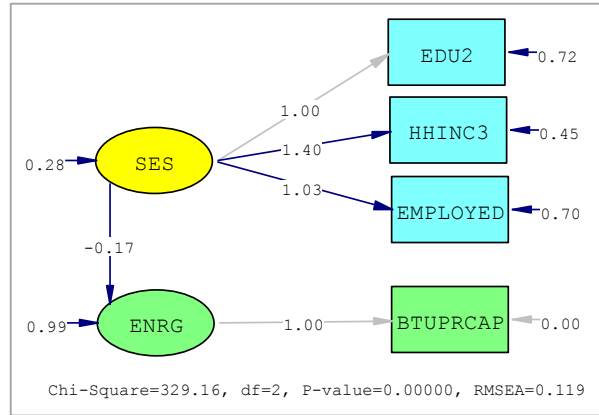 EDU2
0.72
1.00
HHINC3
0.45
1.40
0.28
SES
1.03
EMPLOYED
0.70
-0.17
0.99
ENRG
1.00
BTUPRCAP
0.00
Chi-Square=329.16, df=2, P-value=0.00000, RMSEA=0.119